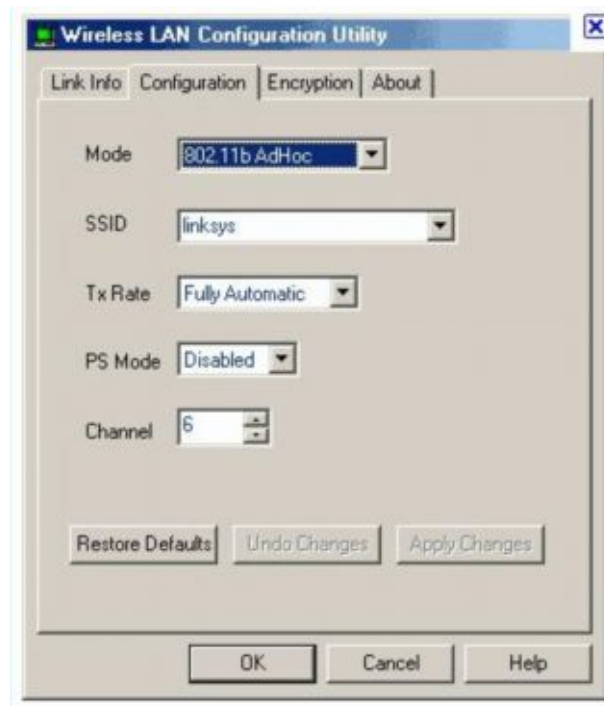 Wireless LAN Configuration Utility
Link Info Configuration Encryption About
Mode 802.11b AdHoc
SSID linksys
Tx Rate Fully Automatic
PS Mode Disabled
Channel 6
Restore Defaults Undo Changes Apply Changes
OK Cancel Help